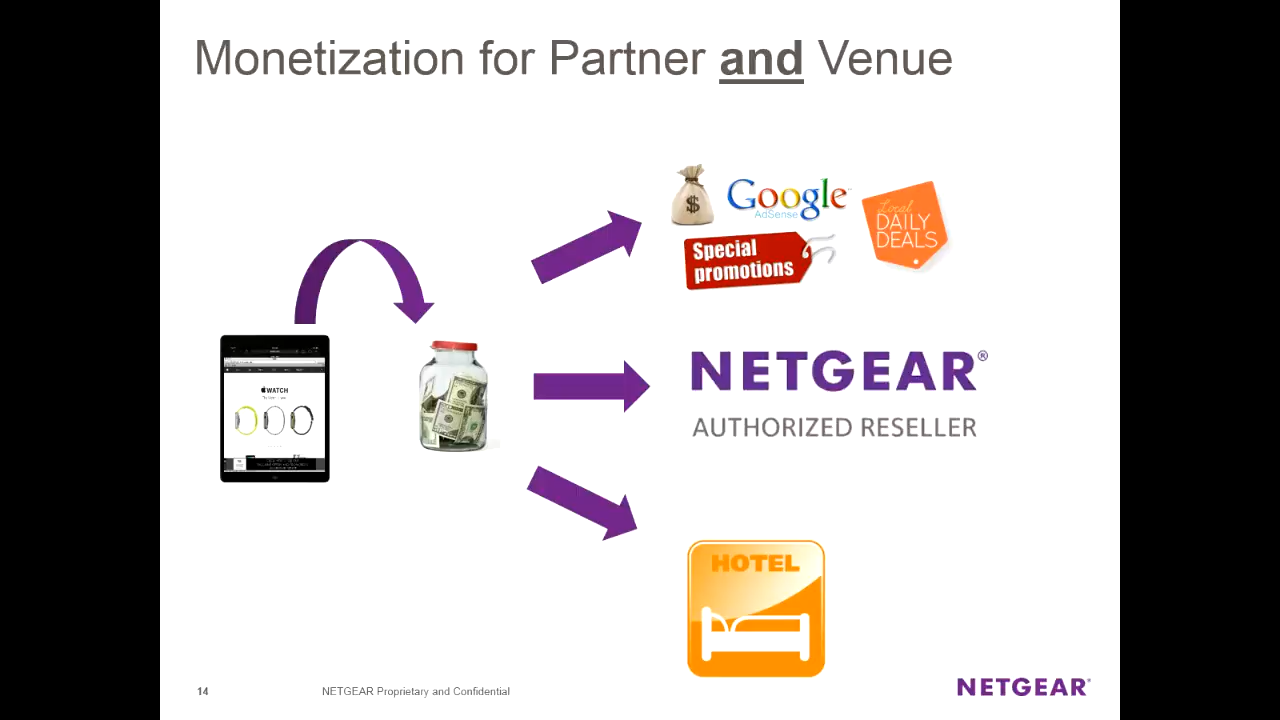 Monetization for Partner and Venue
Google
AdSense
Special
promotions
Local
DAILY
DEALS
WATCH
NETGEAR®
AUTHORIZED RESELLER
HOTEL
14
NETGEAR Proprietary and Confidential
NETGEAR®